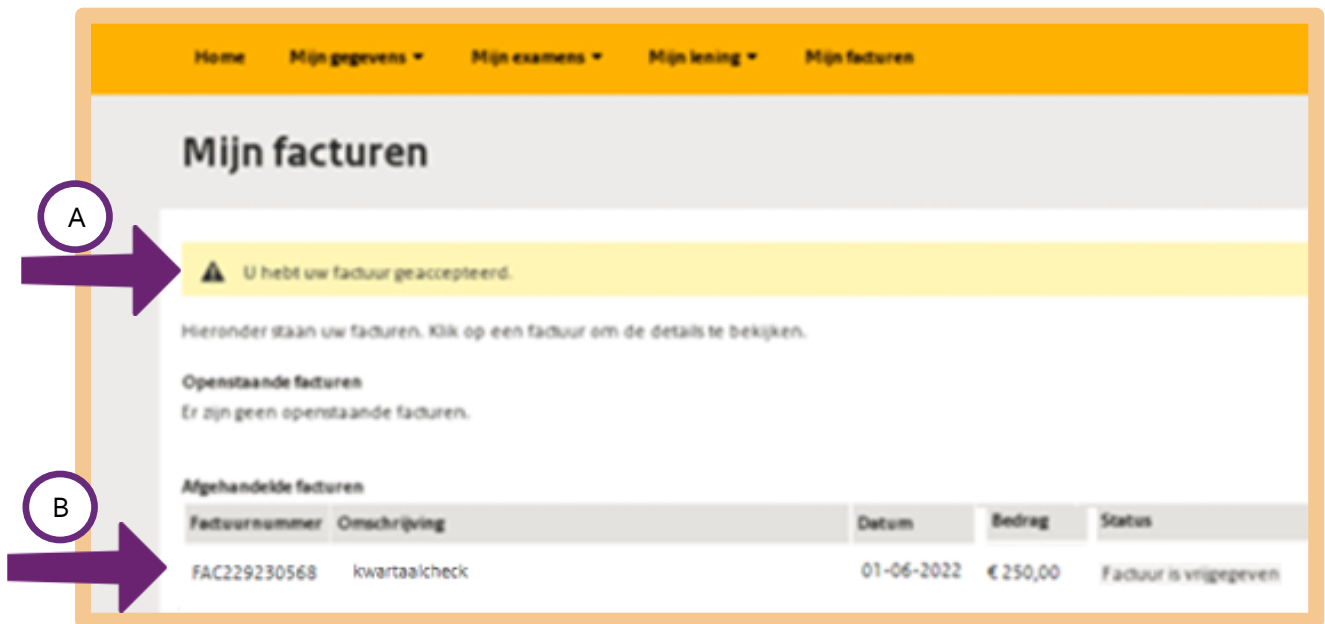 Home Mijn gegevens Mijn examens Mijn lening Mijn facturen
Mijn facturen
A
U hebt uw factuur geaccepteerd.
Hieronder staan uw facturen. Klik op een factuur om de details te bekijken.
Openstaande facturen
Er zijn geen openstaande facturen.
B
Afgehandelde facturen
Factuurnummer Omschrijving Datum Bedrag Status
FAC229230568 kwartaalcheck 01-06-2022 € 250,00 Factuur is vrijgegeven